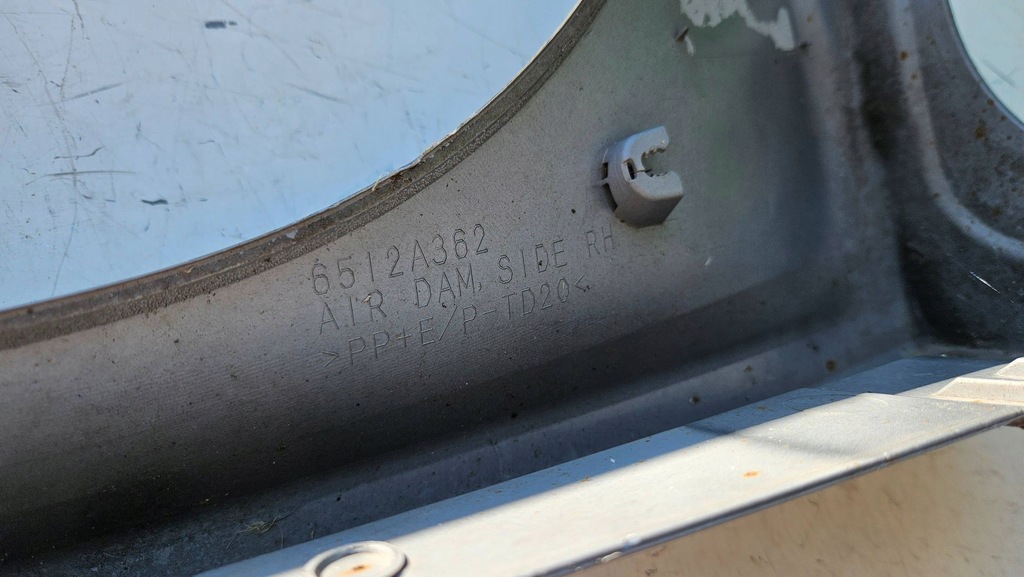 6512A362
AIR DAM, SIDE RH
>PP+E/P-TD20<